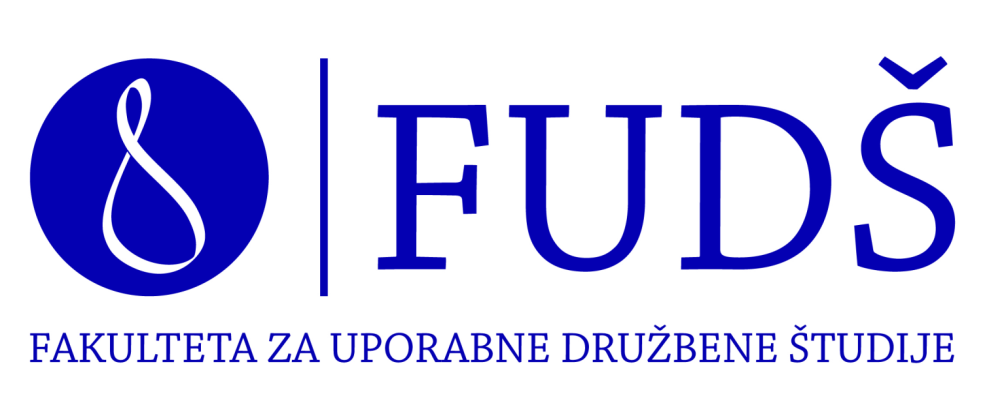 FUDŠ
FAKULTETA ZA UPORABNE DRUŽBENE ŠTUDIJE